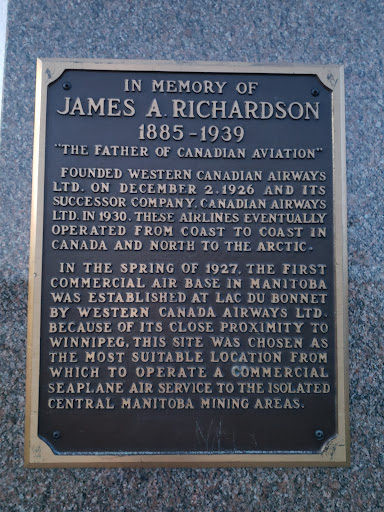 IN MEMORY OF
JAMES A. RICHARDSON
1885-1939
"THE FATHER OF CANADIAN AVIATION"
FOUNDED WESTERN CANADIAN AIRWAYS
LTD. ON DECEMBER 2, 1926 AND ITS
SUCCESSOR COMPANY, CANADIAN AIRWAYS
LTD. IN 1930. THESE AIRLINES EVENTUALLY
OPERATED FROM COAST TO COAST IN
CANADA AND NORTH TO THE ARCTIC.
IN THE SPRING OF 1927, THE FIRST
COMMERCIAL AIR BASE IN MANITOBA
WAS ESTABLISHED AT LAC DU BONNET
BY WESTERN CANADA AIRWAYS LTD.
BECAUSE OF ITS CLOSE PROXIMITY TO
WINNIPEG, THIS SITE WAS CHOSEN AS
THE MOST SUITABLE LOCATION FROM
WHICH TO OPERATE A COMMERCIAL
SEAPLANE AIR SERVICE TO THE ISOLATED
CENTRAL MANITOBA MINING AREAS.